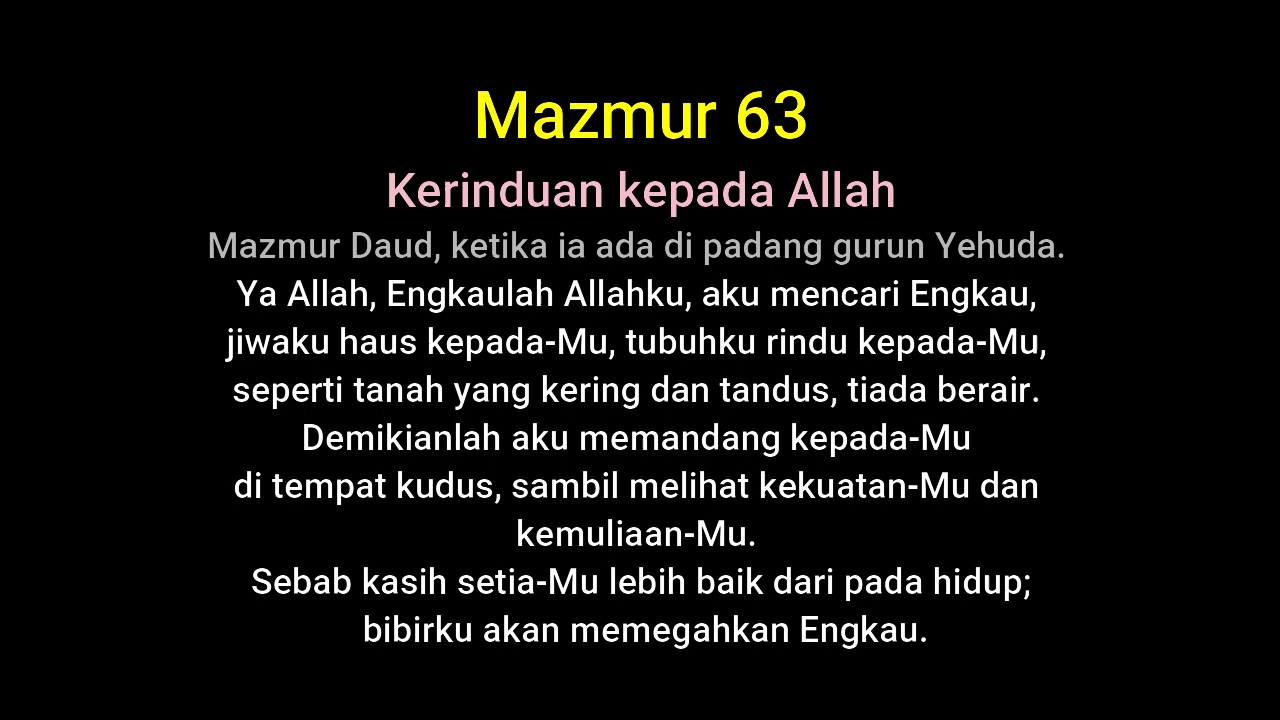 Mazmur 63
Kerinduan kepada Allah
Mazmur Daud, ketika ia ada di padang gurun Yehuda.
Ya Allah, Engkaulah Allahku, aku mencari Engkau,
jiwaku haus kepada-Mu, tubuhku rindu kepada-Mu,
seperti tanah yang kering dan tandus, tiada berair.
Demikianlah aku memandang kepada-Mu
di tempat kudus, sambil melihat kekuatan-Mu dan
kemuliaan-Mu.
Sebab kasih setia-Mu lebih baik dari pada hidup;
bibirku akan memegahkan Engkau.